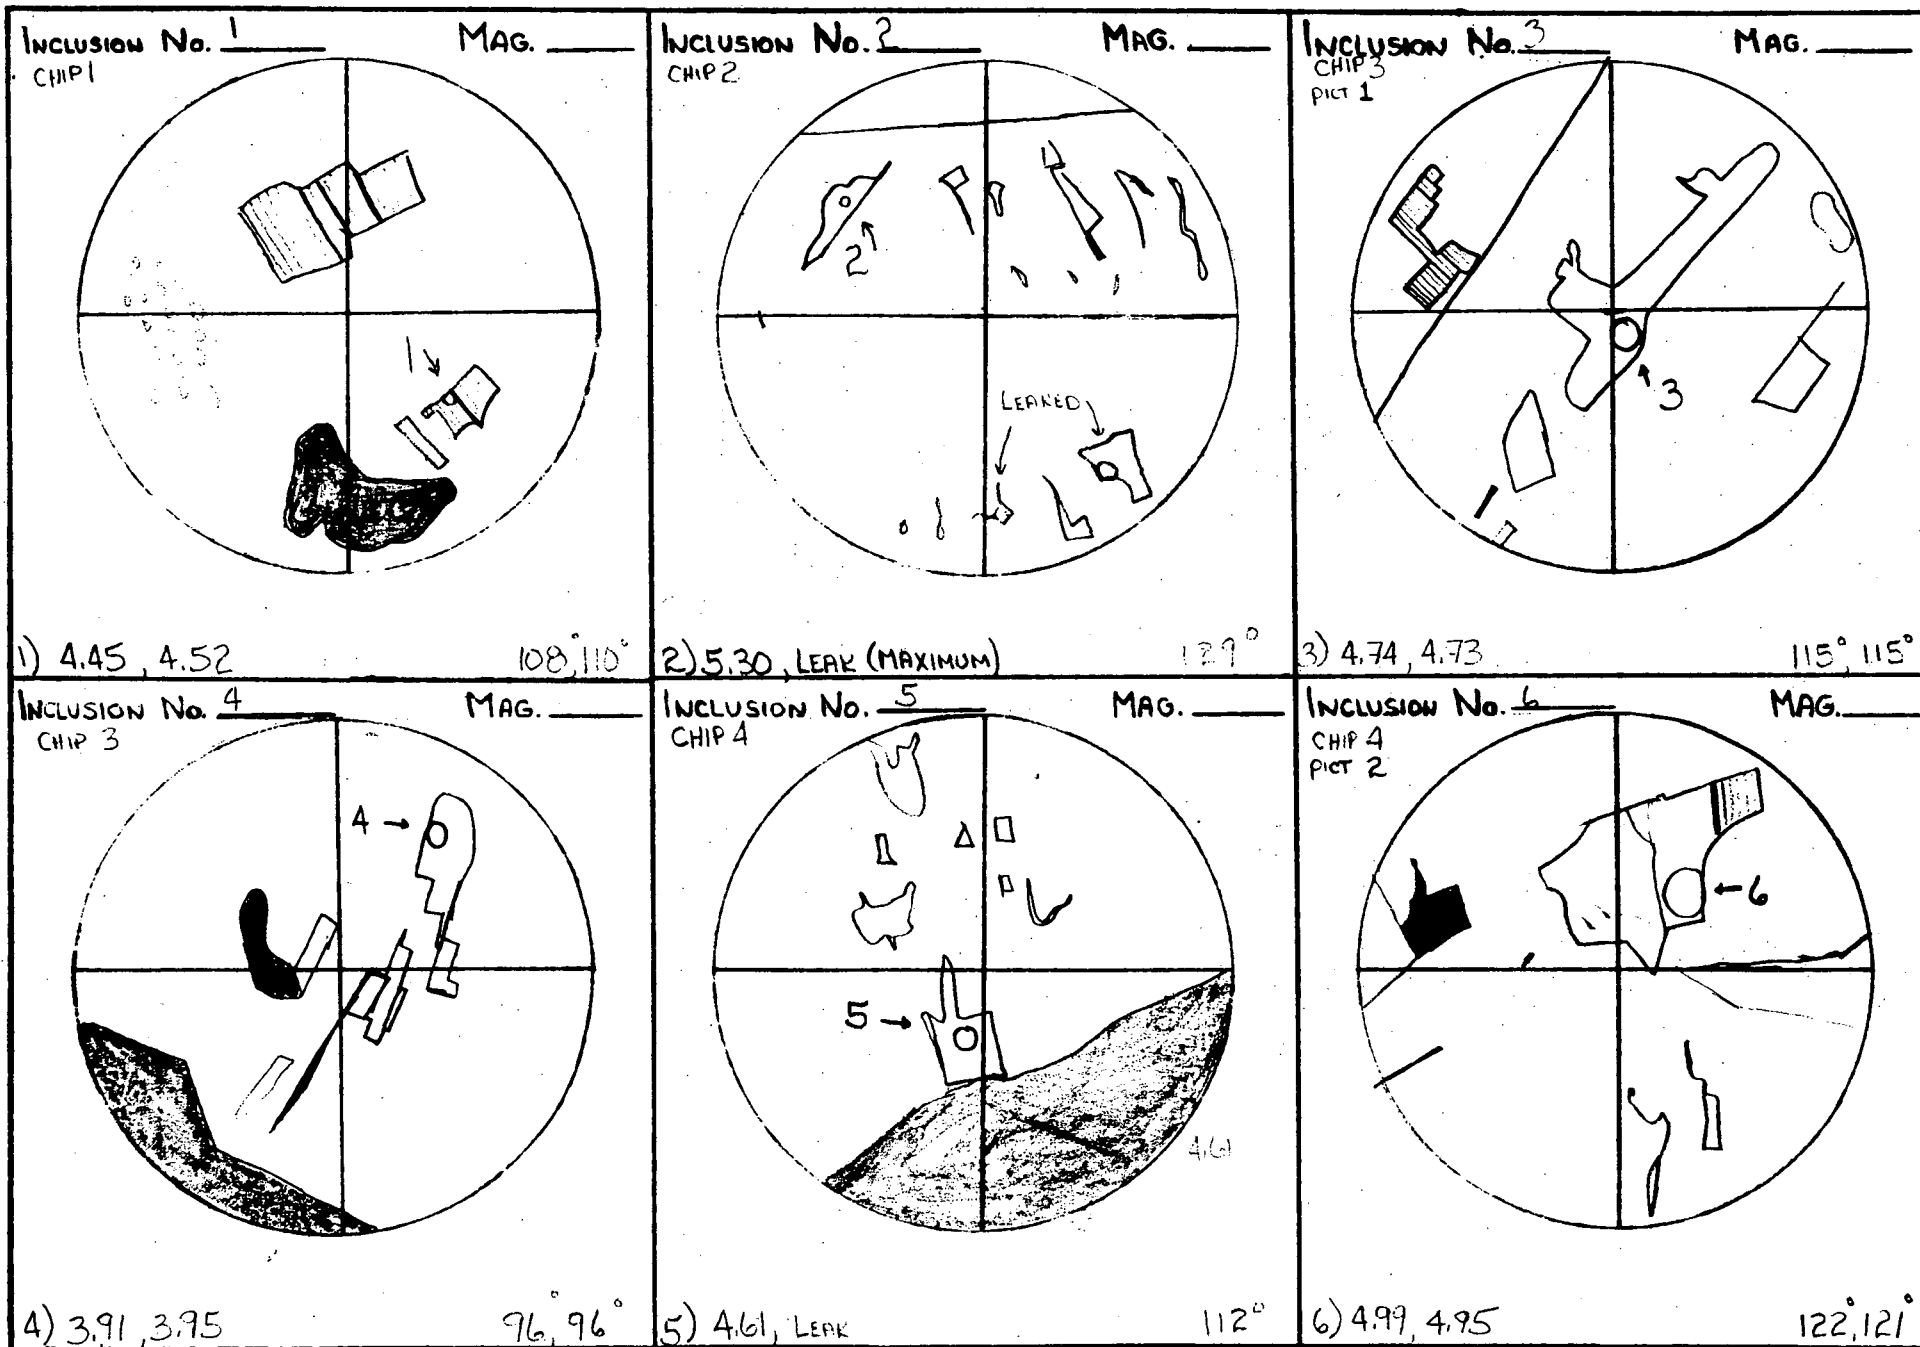 INCLUSION No. 1 MAG.
CHIP 1
1
1) 4.45, 4.52 108°, 110°
INCLUSION No. 2 MAG.
CHIP 2
2
LEAKED
2) 5.30, LEAK (MAXIMUM) 129°
INCLUSION No. 3 MAG.
CHIP 3
PICT 1
3
3) 4.74, 4.73 115°, 115°
INCLUSION No. 4 MAG.
CHIP 3
4
4) 3.91, 3.95 96°, 96°
INCLUSION No. 5 MAG.
CHIP 4
5
4.61
5) 4.61, LEAK 112°
INCLUSION No. 6 MAG.
CHIP 4
PICT 2
6
6) 4.99, 4.95 122°, 121°